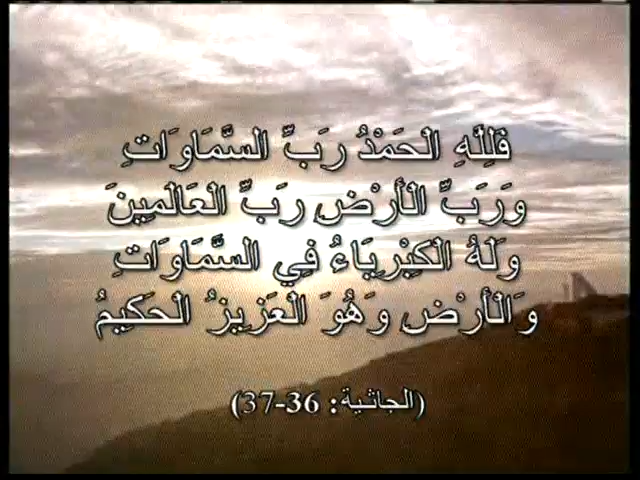 فَلِلَّهِ الْحَمْدُ رَبِّ السَّمَاوَاتِ
وَرَبِّ الْأَرْضِ رَبِّ الْعَالَمِينَ
وَلَهُ الْكِبْرِيَاءُ فِي السَّمَاوَاتِ
وَالْأَرْضِ وَهُوَ الْعَزِيزُ الْحَكِيمُ
(الجاثية: 36-37)